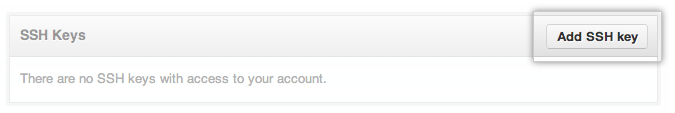 SSH Keys
Add SSH key
There are no SSH keys with access to your account.